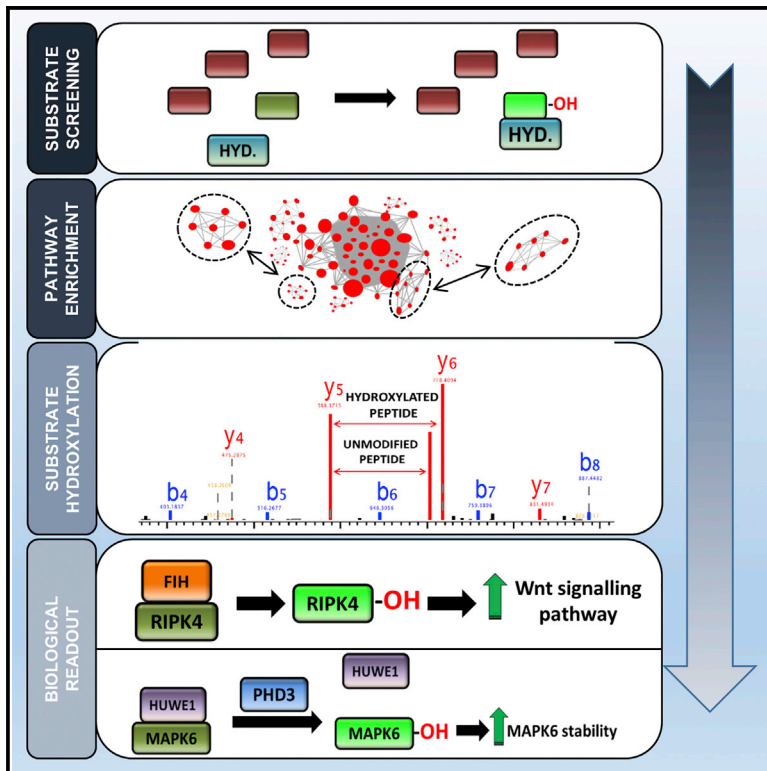 SUBSTRATE
SCREENING
-OH
HYD.
HYD.
PATHWAY
ENRICHMENT
SUBSTRATE
HYDROXYLATION
y6
y5
HYDROXYLATED
PEPTIDE
UNMODIFIED
PEPTIDE
y4
b8
b4
b5
b6
b7
y7
BIOLOGICAL
READOUT
FIH
RIPK4
RIPK4 -OH
Wnt signalling
pathway
HUWE1
HUWE1
MAPK6
PHD3
MAPK6 -OH
MAPK6 stability